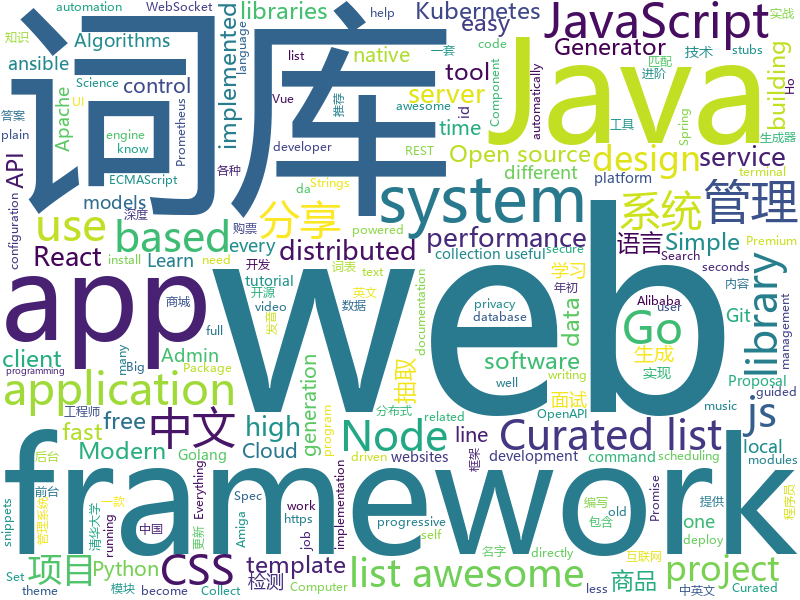 automation
WebSocket
help
Kubernetes
JavaScript
实战
知识
Algorithms
libraries
language
list
native
easy
一套
code
stubs
ansible
Science
control
词库
implemented
Generator
匹配
进阶
技术
building
Ho
答案
Apache
UI
awesome
tool
Component
automatically
工具
Spring
plain
engine
know
Prometheus
Vue
推荐
server
id
Java
生成器
ECMAScript
API
各种
developer
REST
time
Open source
design
service
da
Strings
different
platform
terminal
configuration
models
深度
购票
分享
system
系统
管理
use
based
every
powered
performance
语言
Simple
Premium
install
React
开发
Learn
distributed
collection useful
secure
学习
Search
seconds
need
app
tutorial
词表
text
年初
内容
商城
开源
英文
privacy
Alibaba
user
library
client
Admin
video
数据
发音
database
data
Go
Git
many
full
documentation
web
software
生成
实现
management
Big
Package
抽取
application
generation
writing
well
Proposal
guided
programming
free
中文
high
Node
面试
music
工程师
Modern
分布式
OpenAPI
js
fast
Cloud
related
line
Curated list
local
program
Golang
driven
websites
development
command
scheduling
modules
后台
framework
框架
snippets
管理系统
前台
清华大学
running
一站
更新
Everything
Spec
Amiga
implementation
self
编写
包含
old
Promise
提供
one
deploy
程序员
项目
CSS
template
list awesome
project
Python
中国
https
job
work
名字
directly
互联网
progressive
Set
theme
模块
become
Collect
检测
Computer
less
商品
中英文
Curated